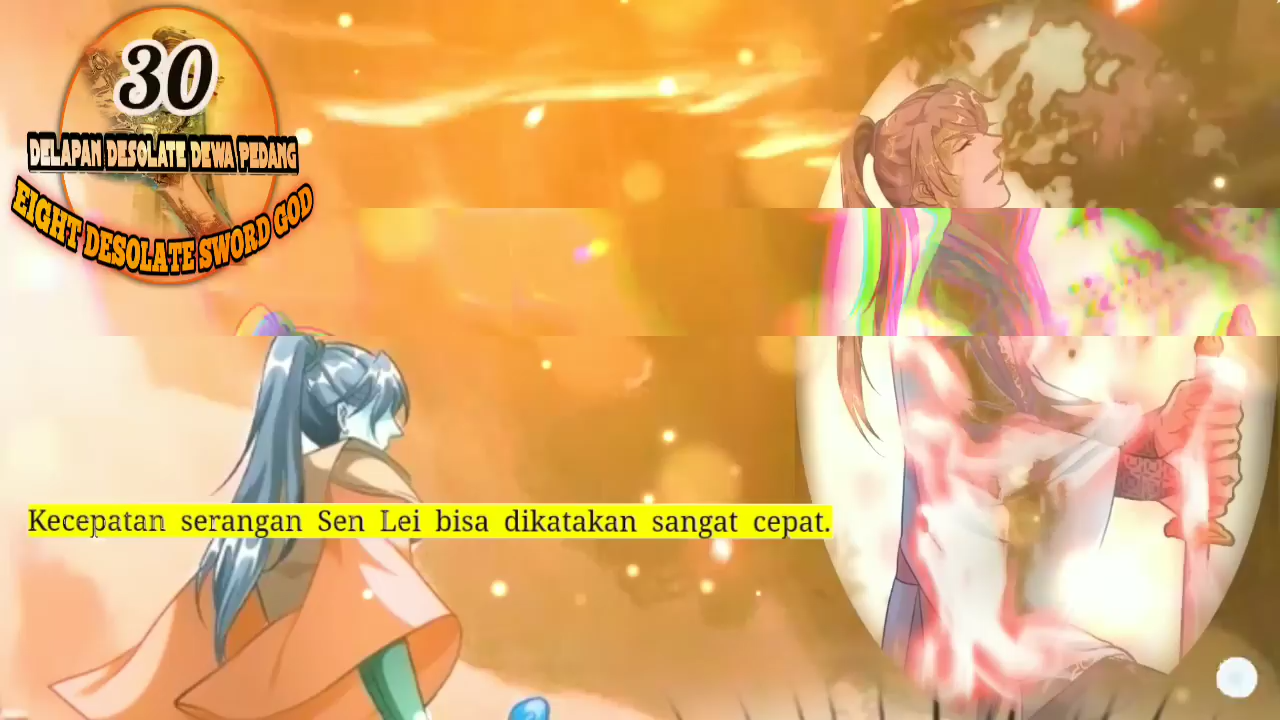 30
DELAPAN DESOLATE DEWA PEDANG
EIGHT DESOLATE SWORD GOD
Kecepatan serangan Sen Lei bisa dikatakan sangat cepat.